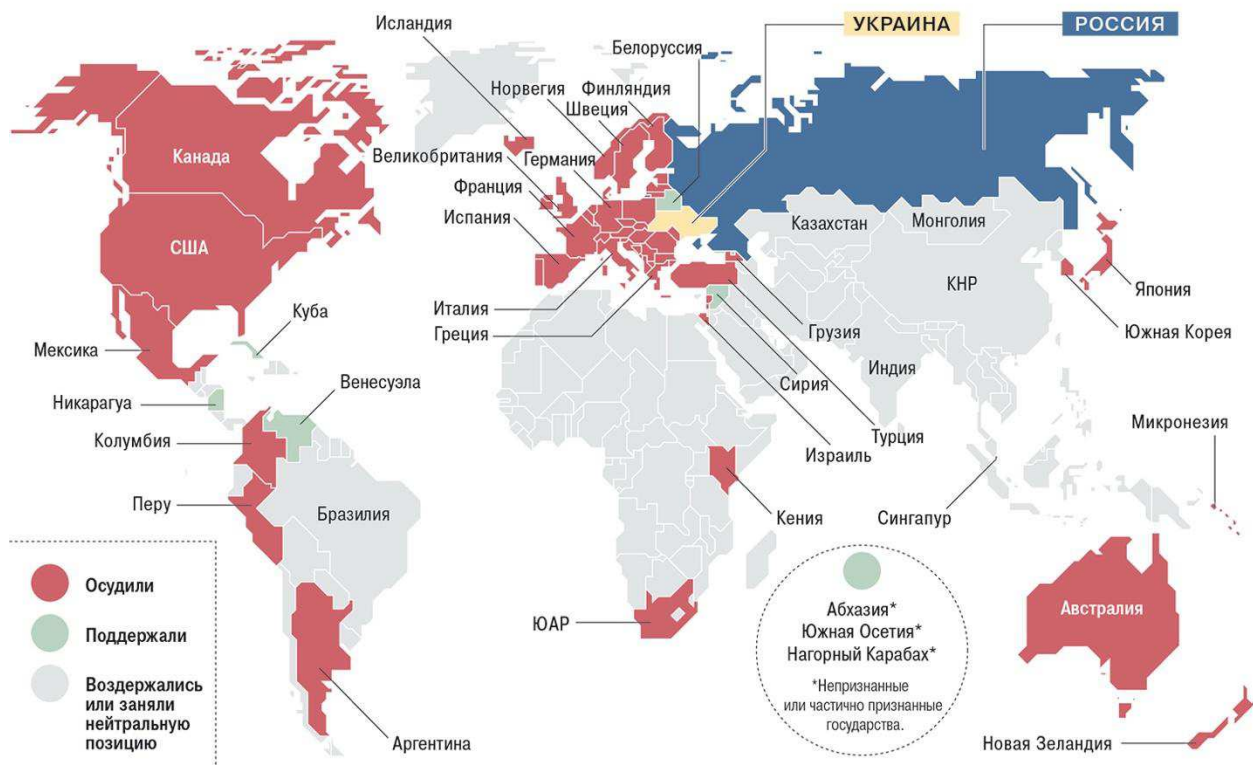 УКРАИНА
РОССИЯ
Исландия
Белоруссия
Норвегия
Финляндия
Швеция
Великобритания
Германия
Канада
Франция
Испания
США
Казахстан
Монголия
КНР
Италия
Греция
Куба
Мексика
Грузия
Япония
Южная Корея
Индия
Сирия
Венесуэла
Никарагуа
Колумбия
Турция
Израиль
Микронезия
Перу
Бразилия
Кения
Сингапур
Осудили
Поддержали
Воздержались
или заняли
нейтральную
позицию
ЮАР
Аргентина
Абхазия*
Южная Осетия*
Нагорный Карабах*
*Непризнанные
или частично признанные
государства.
Австралия
Новая Зеландия